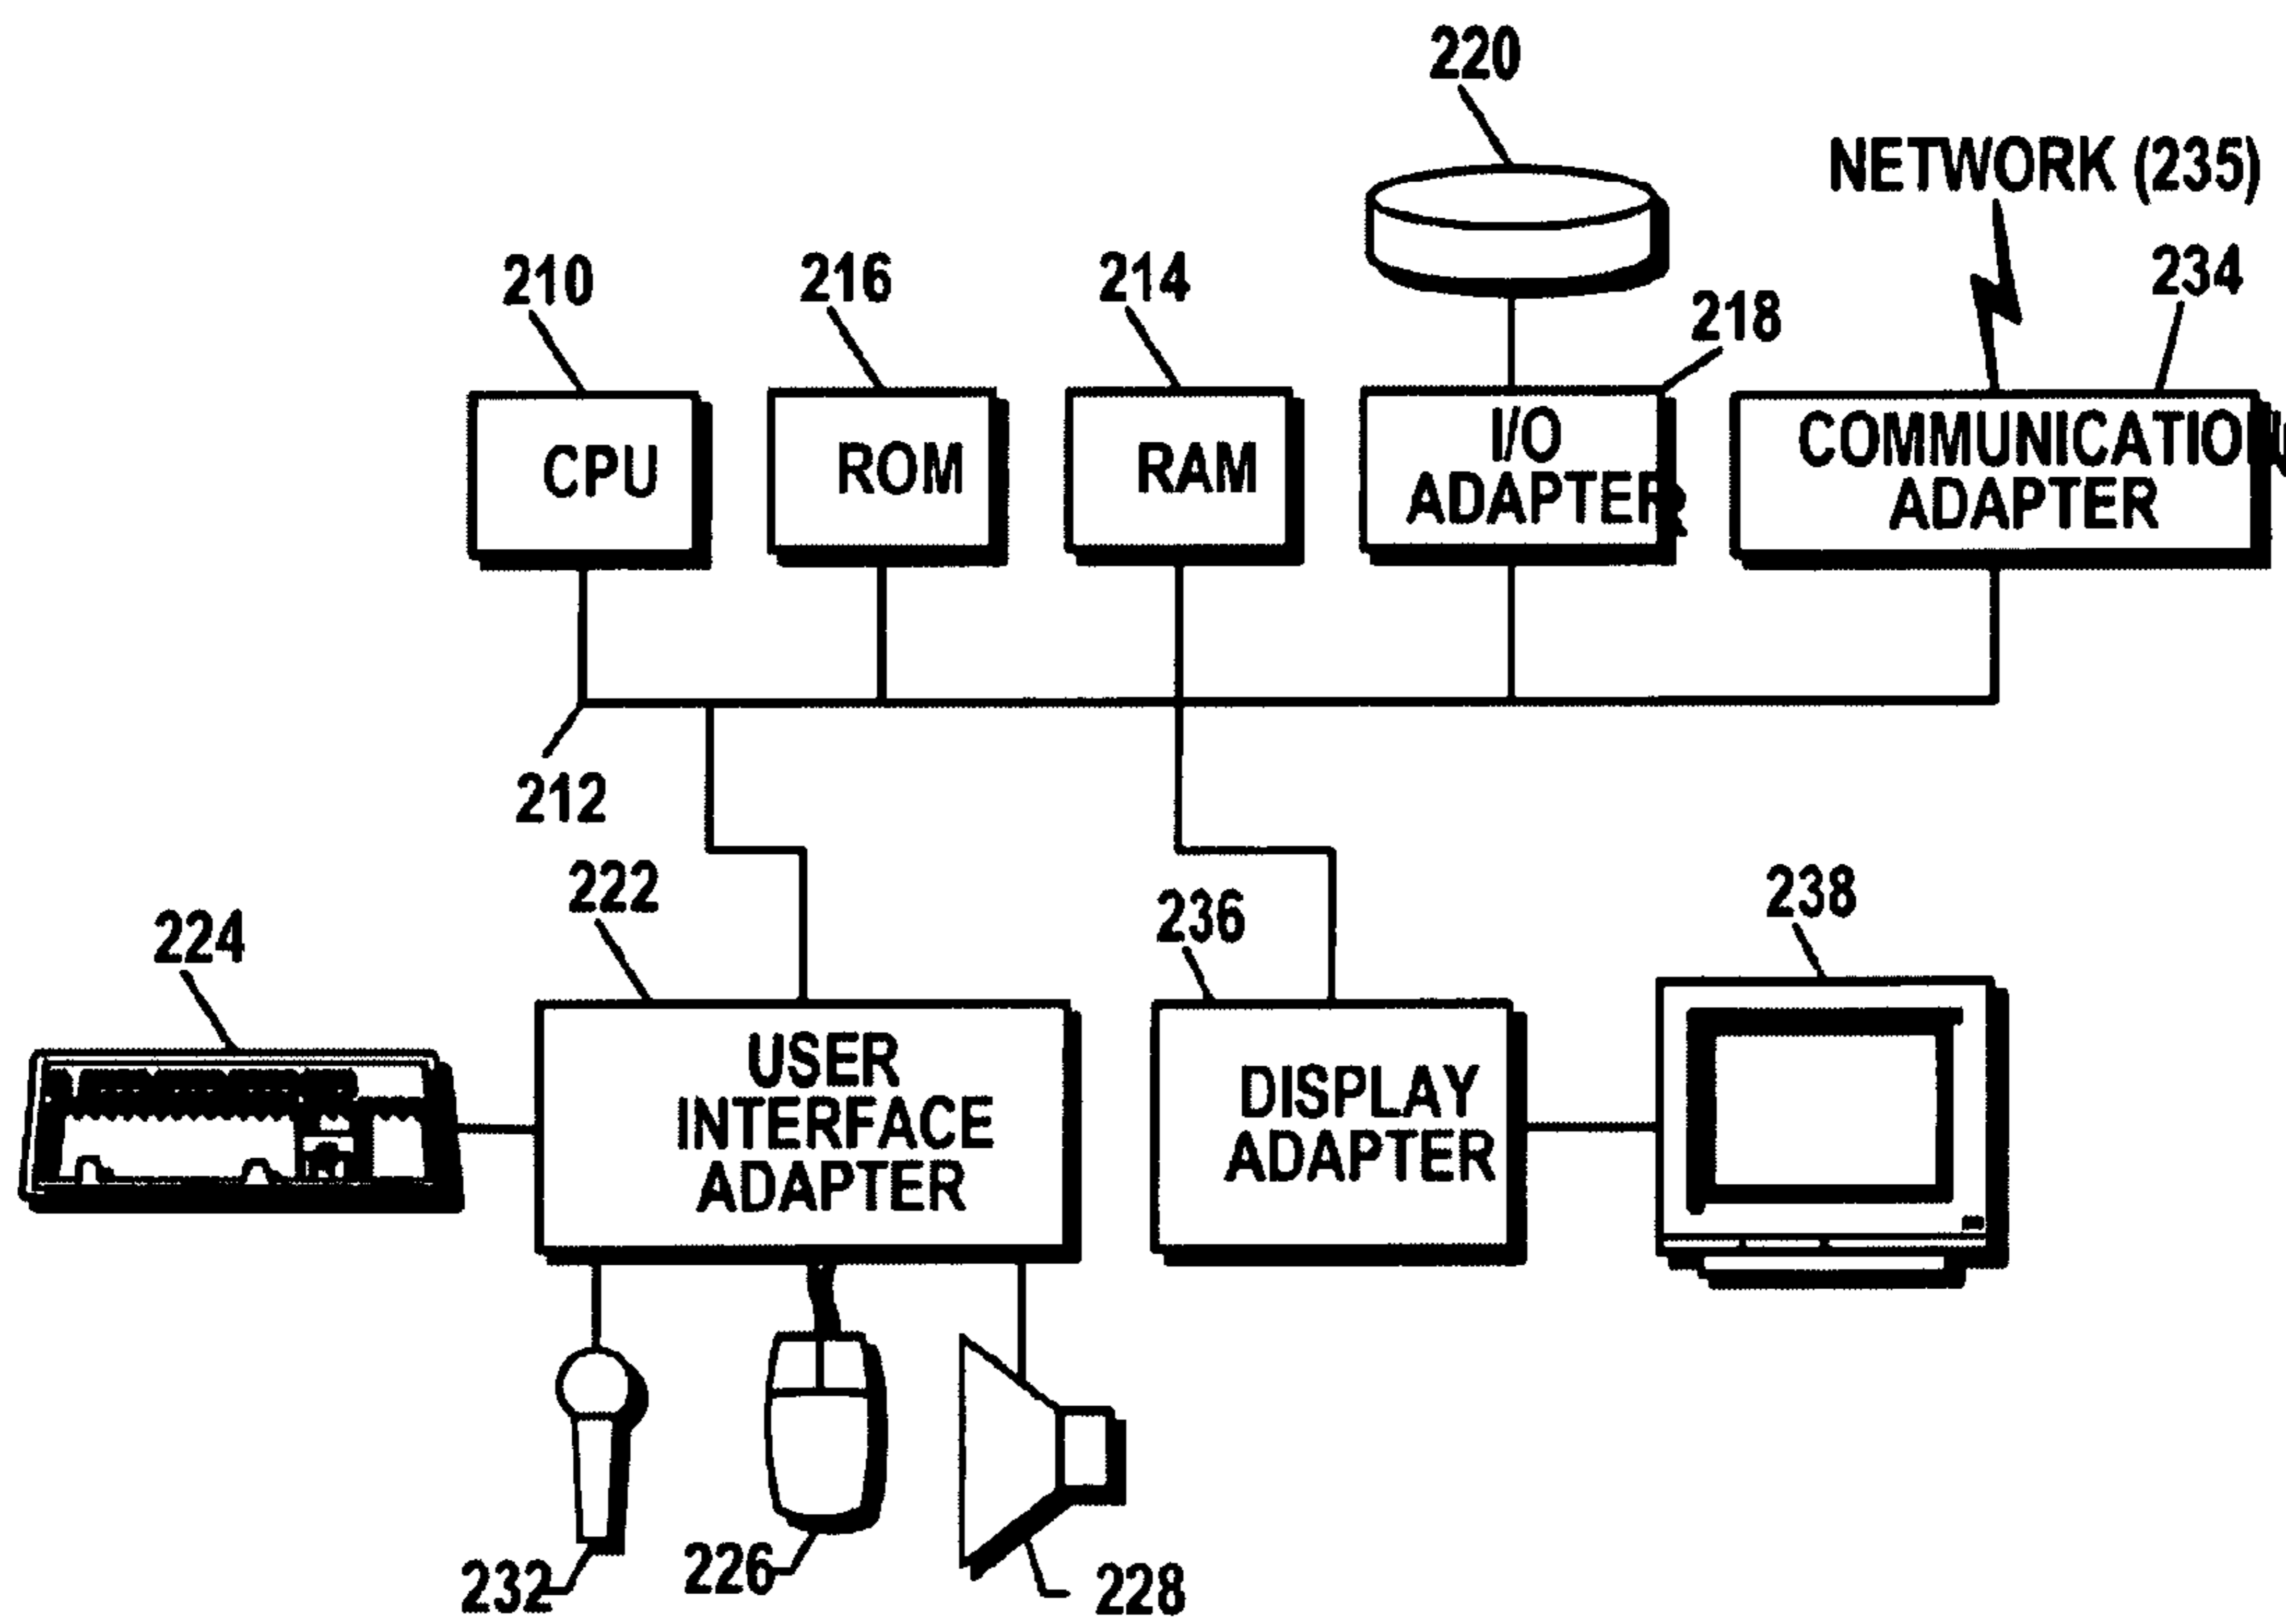 220
NETWORK (235)
210
216
214
218
234
CPU
ROM
RAM
I/O
ADAPTER
COMMUNICATION
ADAPTER
212
222
224
236
238
USER
INTERFACE
ADAPTER
DISPLAY
ADAPTER
232
226
228